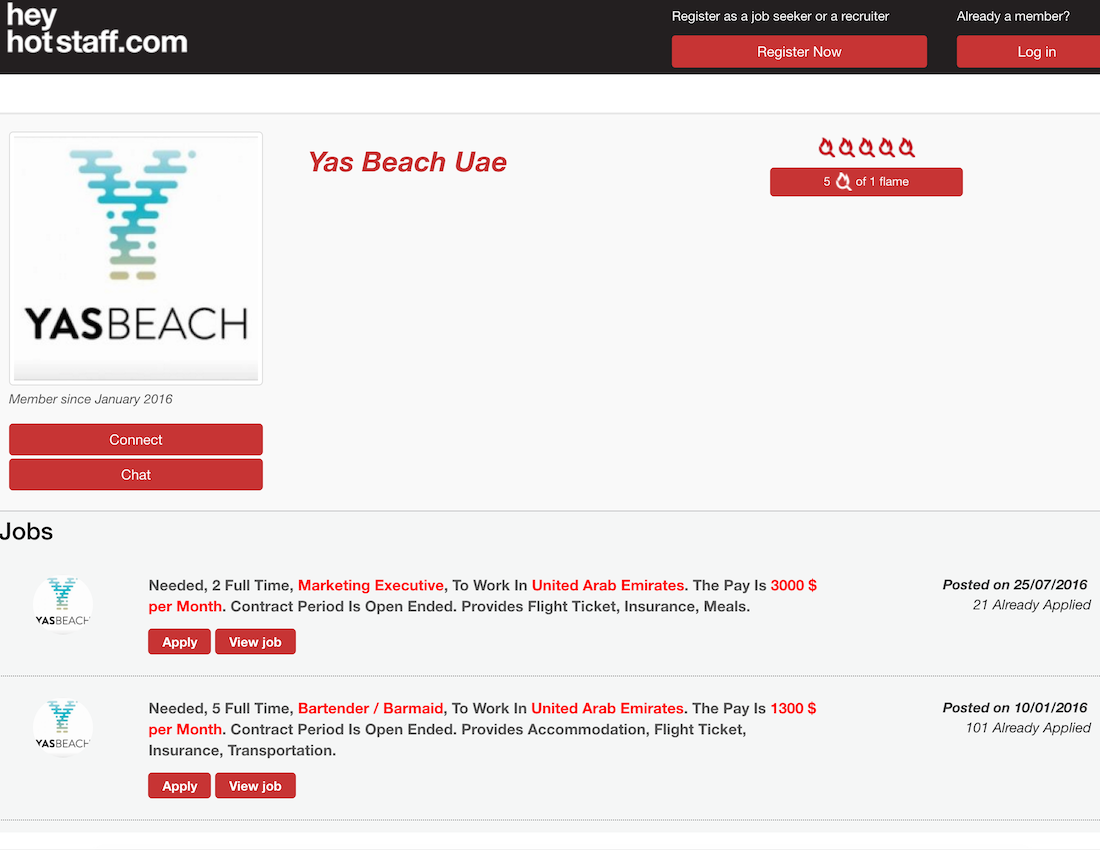 hey
hotstaff.com
Register as a job seeker or a recruiter
Already a member?
Register Now
Log in
YASBEACH
Yas Beach Uae
5 of 1 flame
Member since January 2016
Connect
Chat
Jobs
YASBEACH
Needed, 2 Full Time, Marketing Executive, To Work In United Arab Emirates. The Pay Is 3000 $
per Month. Contract Period Is Open Ended. Provides Flight Ticket, Insurance, Meals.
Posted on 25/07/2016
21 Already Applied
Apply
View job
YASBEACH
Needed, 5 Full Time, Bartender / Barmaid, To Work In United Arab Emirates. The Pay Is 1300 $
per Month. Contract Period Is Open Ended. Provides Accommodation, Flight Ticket,
Insurance, Transportation.
Posted on 10/01/2016
101 Already Applied
Apply
View job